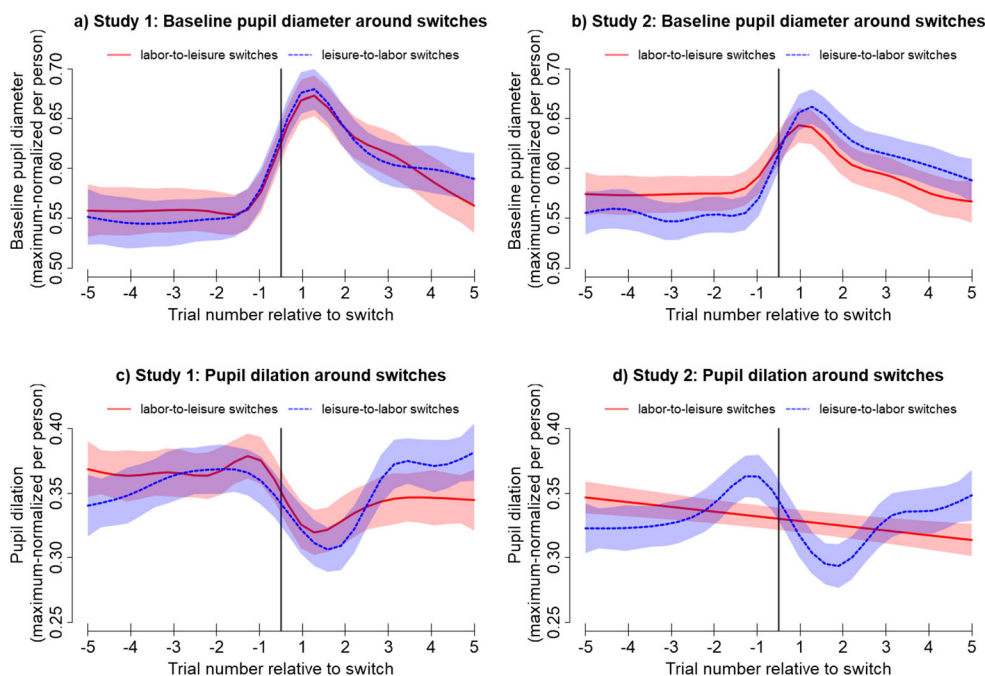 a) Study 1: Baseline pupil diameter around switches
labor-to-leisure switches leisure-to-labor switches
Baseline pupil diameter
(maximum-normalized per person)
0.50 0.55 0.60 0.65 0.70
-5 -4 -3 -2 -1 1 2 3 4 5
Trial number relative to switch
b) Study 2: Baseline pupil diameter around switches
labor-to-leisure switches leisure-to-labor switches
Baseline pupil diameter
(maximum-normalized per person)
0.50 0.55 0.60 0.65 0.70
-5 -4 -3 -2 -1 1 2 3 4 5
Trial number relative to switch
c) Study 1: Pupil dilation around switches
labor-to-leisure switches leisure-to-labor switches
Pupil dilation
(maximum-normalized per person)
0.25 0.30 0.35 0.40
-5 -4 -3 -2 -1 1 2 3 4 5
Trial number relative to switch
d) Study 2: Pupil dilation around switches
labor-to-leisure switches leisure-to-labor switches
Pupil dilation
(maximum-normalized per person)
0.25 0.30 0.35 0.40
-5 -4 -3 -2 -1 1 2 3 4 5
Trial number relative to switch